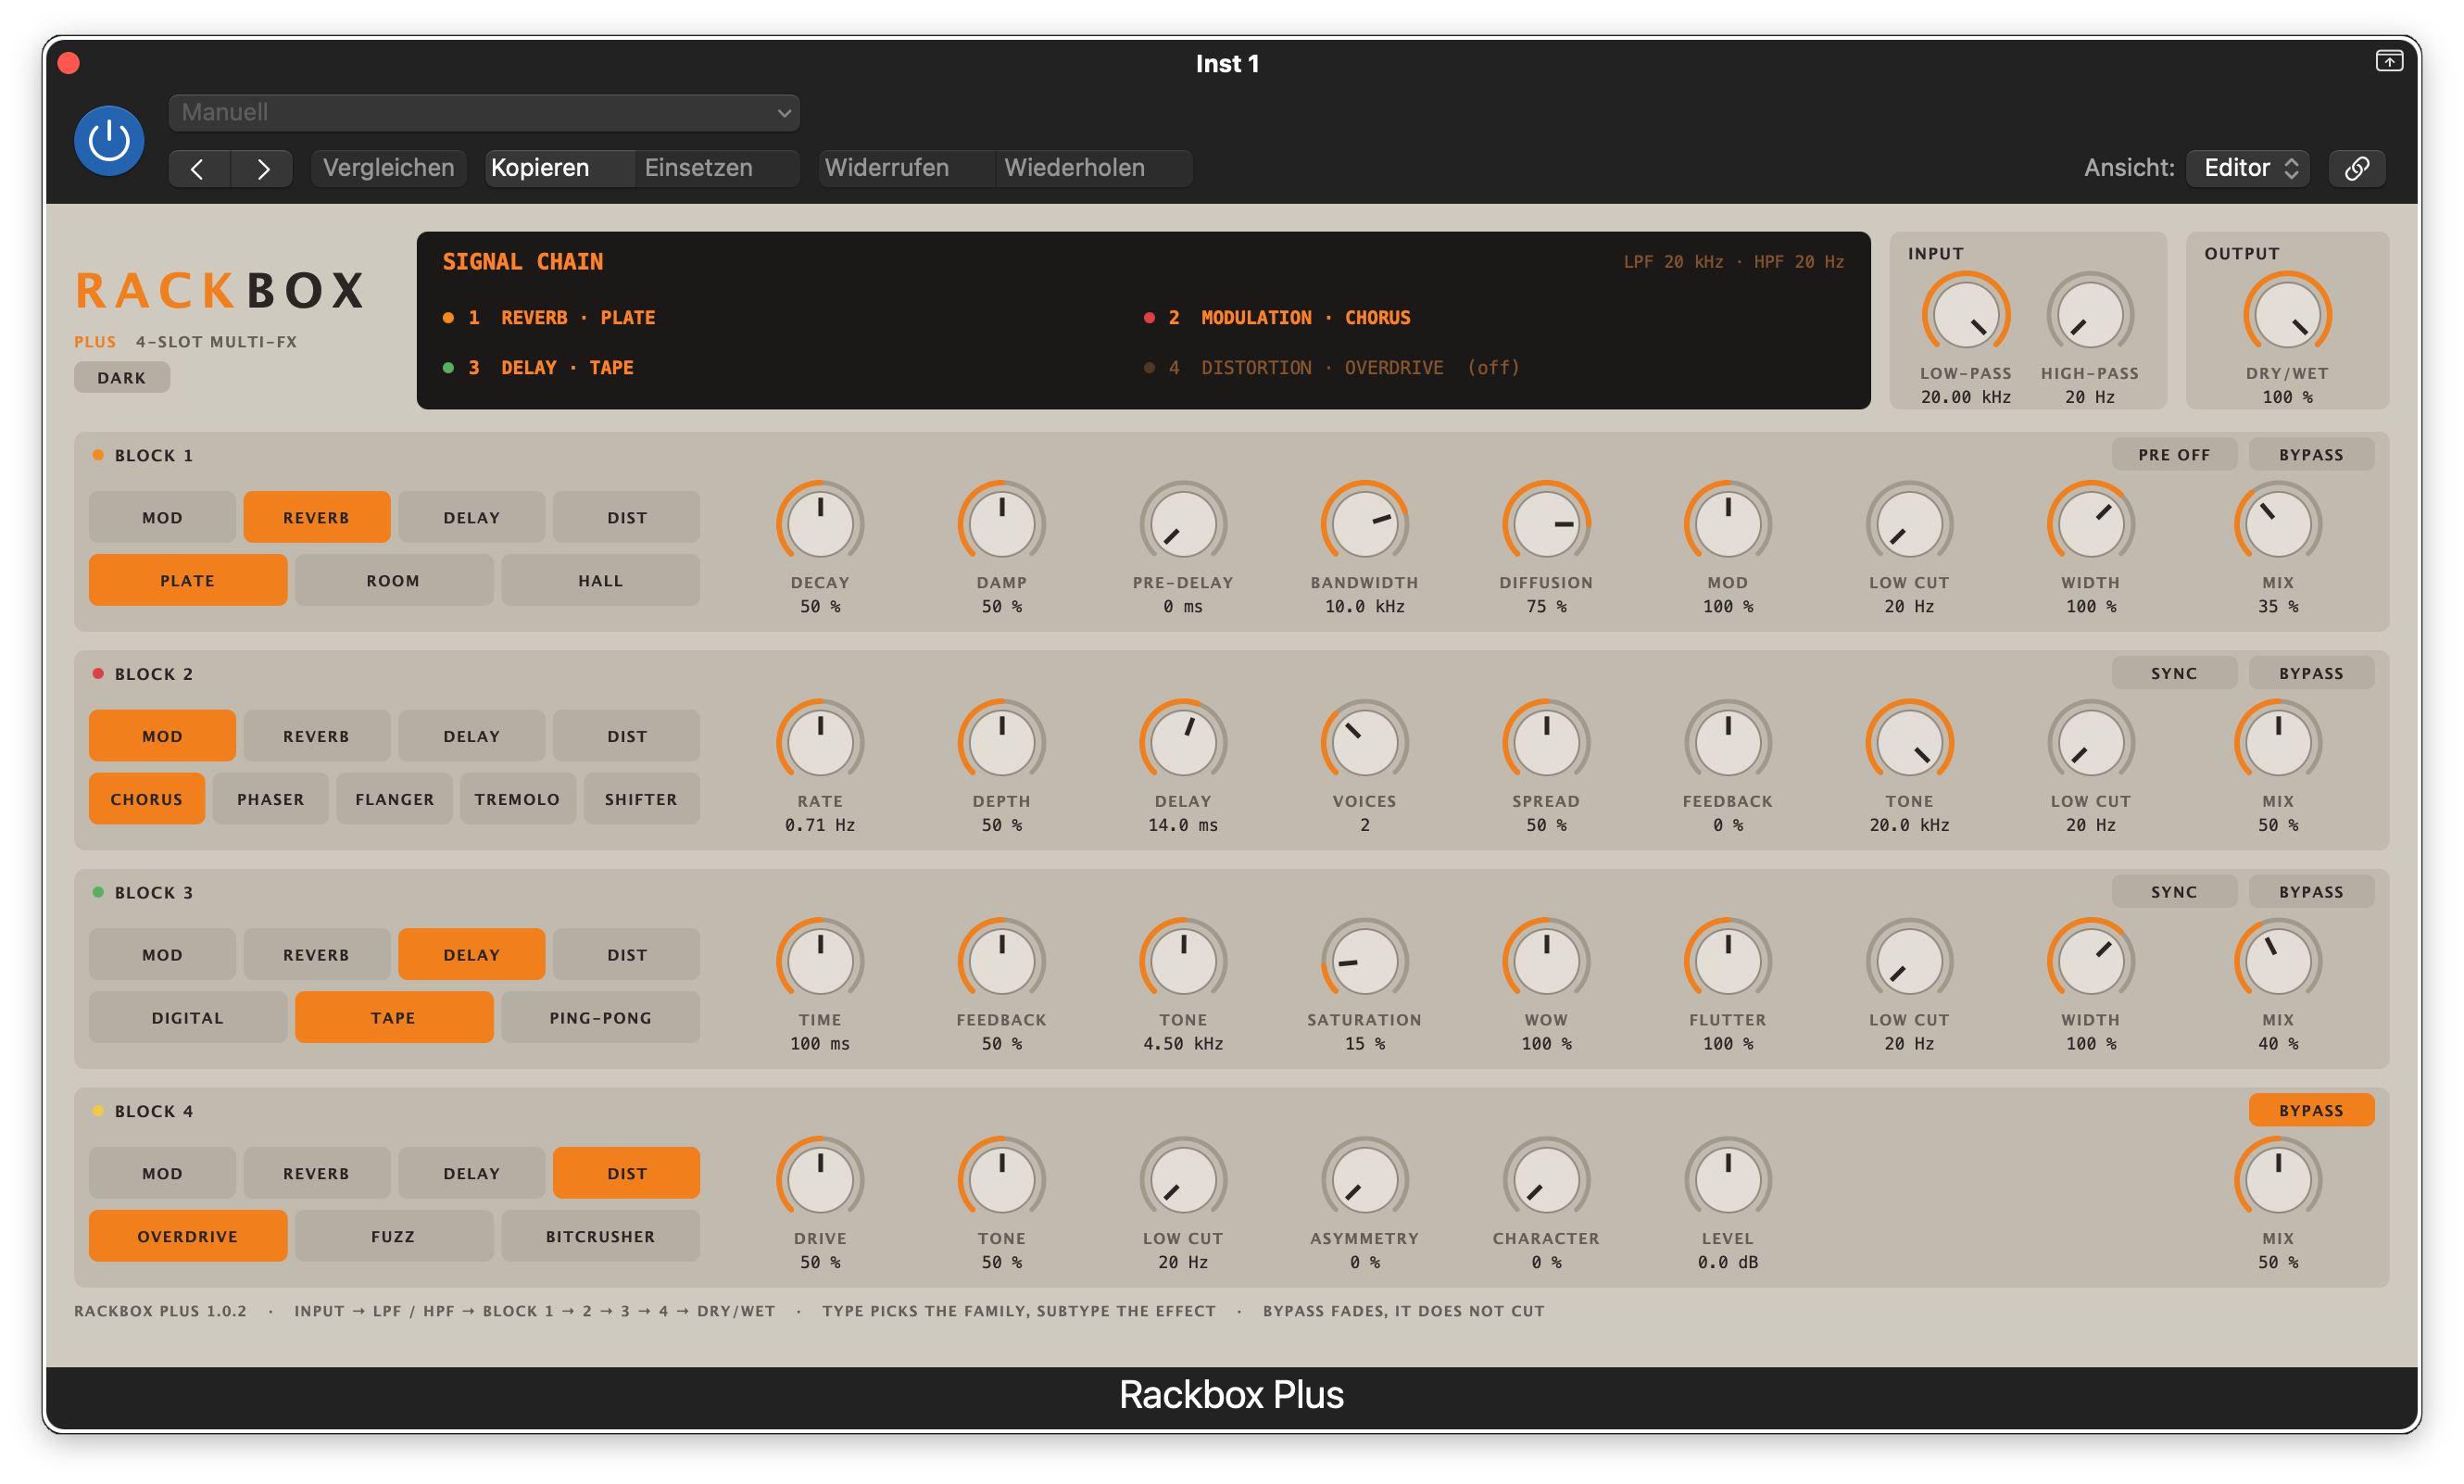 Inst 1
Manuell
Vergleichen Kopieren Einsetzen Widerrufen Wiederholen Ansicht: Editor
RACKBOX
PLUS 4-SLOT MULTI-FX
DARK
SIGNAL CHAIN LPF 20 kHz · HPF 20 Hz
1 REVERB · PLATE 2 MODULATION · CHORUS
3 DELAY · TAPE 4 DISTORTION · OVERDRIVE (off)
INPUT
LOW-PASS HIGH-PASS
20.00 kHz 20 Hz
OUTPUT
DRY/WET
100 %
BLOCK 1 PRE OFF BYPASS
MOD REVERB DELAY DIST
PLATE ROOM HALL
DECAY DAMP PRE-DELAY BANDWIDTH DIFFUSION MOD LOW CUT WIDTH MIX
50 % 50 % 0 ms 10.0 kHz 75 % 100 % 20 Hz 100 % 35 %
BLOCK 2 SYNC BYPASS
MOD REVERB DELAY DIST
CHORUS PHASER FLANGER TREMOLO SHIFTER
RATE DEPTH DELAY VOICES SPREAD FEEDBACK TONE LOW CUT MIX
0.71 Hz 50 % 14.0 ms 2 50 % 0 % 20.0 kHz 20 Hz 50 %
BLOCK 3 SYNC BYPASS
MOD REVERB DELAY DIST
DIGITAL TAPE PING-PONG
TIME FEEDBACK TONE SATURATION WOW FLUTTER LOW CUT WIDTH MIX
100 ms 50 % 4.50 kHz 15 % 100 % 100 % 20 Hz 100 % 40 %
BLOCK 4 BYPASS
MOD REVERB DELAY DIST
OVERDRIVE FUZZ BITCRUSHER
DRIVE TONE LOW CUT ASYMMETRY CHARACTER LEVEL MIX
50 % 50 % 20 Hz 0 % 0 % 0.0 dB 50 %
RACKBOX PLUS 1.0.2 · INPUT → LPF / HPF → BLOCK 1 → 2 → 3 → 4 → DRY/WET · TYPE PICKS THE FAMILY, SUBTYPE THE EFFECT · BYPASS FADES, IT DOES NOT CUT
Rackbox Plus